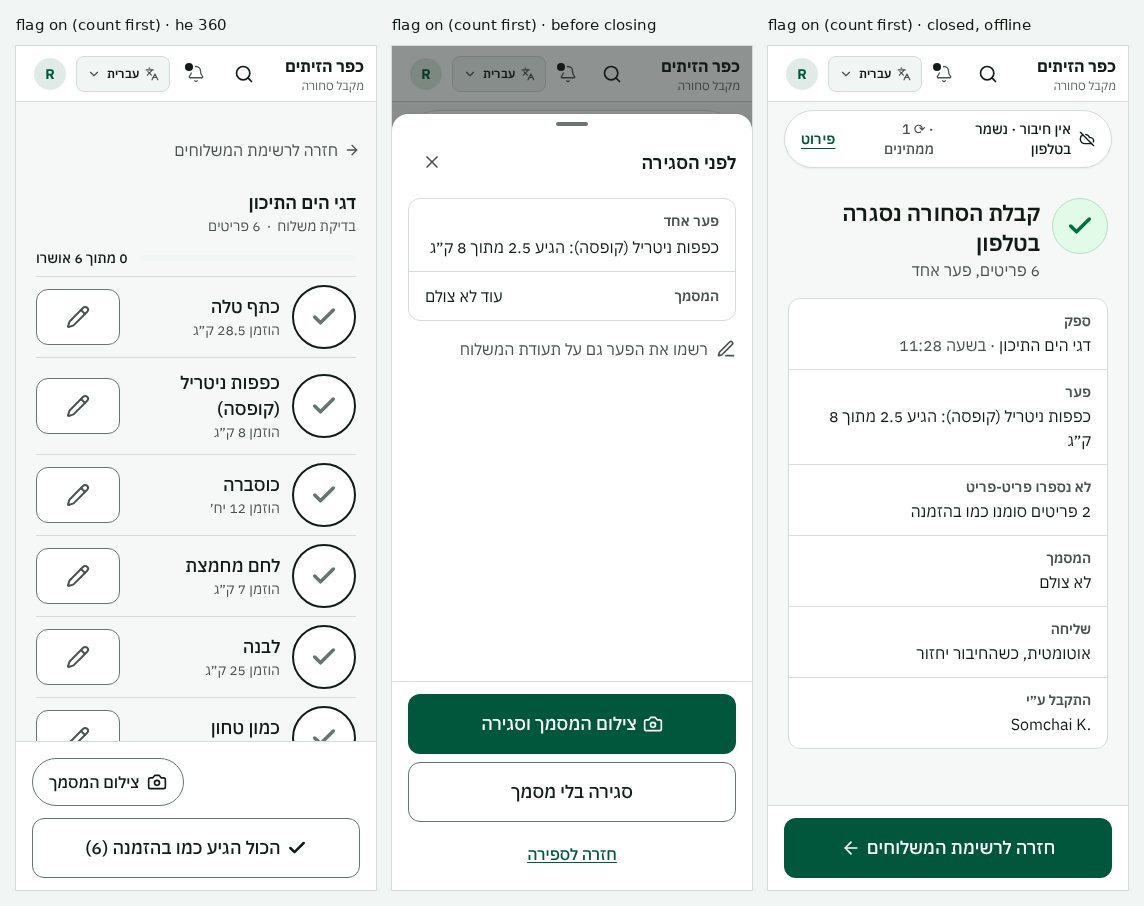 flag on (count first) · he 360
כפר הזיתים
מקבל סחורה
עברית
R
חזרה לרשימת המשלוחים
דגי הים התיכון
בדיקת משלוח · 6 פריטים
0 מתוך 6 אושרו
כתף טלה
הוזמן 28.5 ק״ג
כפפות ניטריל
(קופסה)
הוזמן 8 ק״ג
כוסברה
הוזמן 12 יח׳
לחם מחמצת
הוזמן 7 ק״ג
לבנה
הוזמן 25 ק״ג
כמון טחון
צילום המסמך
הכול הגיע כמו בהזמנה (6)
flag on (count first) · before closing
כפר הזיתים
מקבל סחורה
עברית
R
לפני הסגירה
פער אחד
כפפות ניטריל (קופסה): הגיע 2.5 מתוך 8 ק״ג
המסמך
עוד לא צולם
רשמו את הפער גם על תעודת המשלוח
צילום המסמך וסגירה
סגירה בלי מסמך
חזרה לספירה
flag on (count first) · closed, offline
כפר הזיתים
מקבל סחורה
עברית
R
אין חיבור · נשמר
בטלפון
· ⟳ 1
ממתינים
פירוט
קבלת הסחורה נסגרה
בטלפון
6 פריטים, פער אחד
ספק
דגי הים התיכון · בשעה 11:28
פער
כפפות ניטריל (קופסה): הגיע 2.5 מתוך 8
ק״ג
לא נספרו פריט-פריט
2 פריטים סומנו כמו בהזמנה
המסמך
לא צולם
שליחה
אוטומטית, כשהחיבור יחזור
התקבל ע״י
Somchai K.
חזרה לרשימת המשלוחים